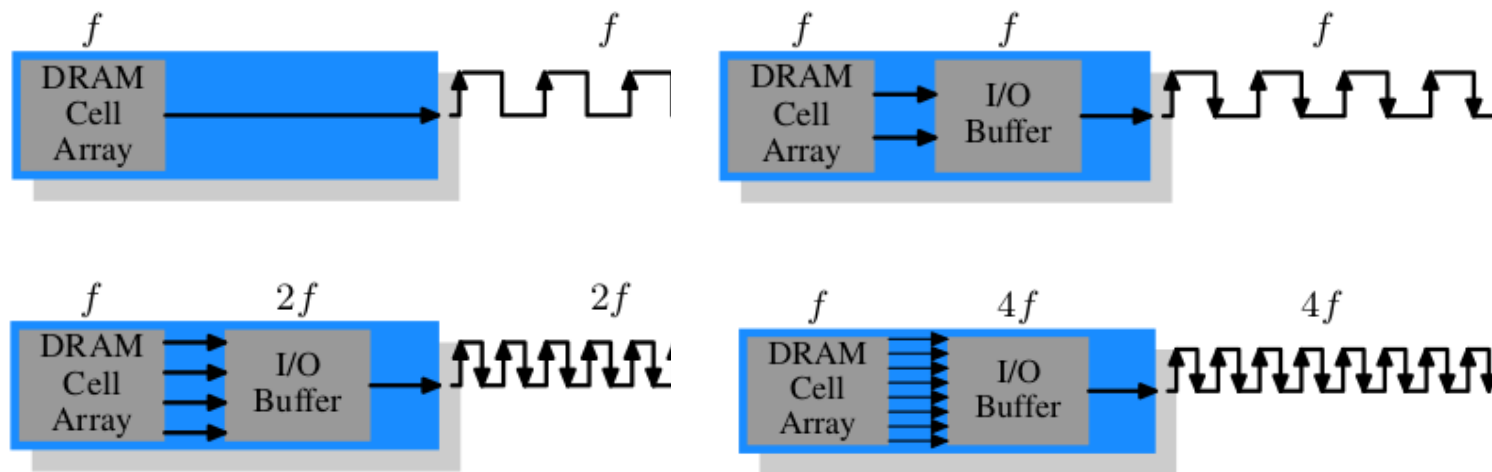 f
f
DRAM
Cell
Array
f
f
f
DRAM
Cell
Array
I/O
Buffer
f
2f
2f
DRAM
Cell
Array
I/O
Buffer
f
4f
4f
DRAM
Cell
Array
I/O
Buffer